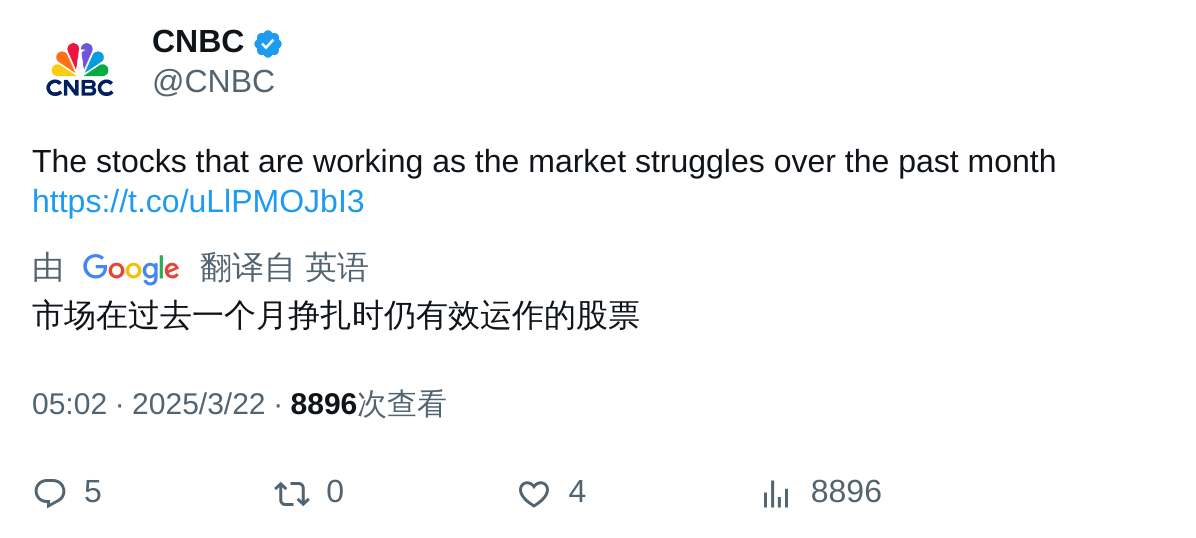 CNBC
@CNBC
CNBC
The stocks that are working as the market struggles over the past month
https://t.co/uLlPMOJbI3
由 Google 翻译自 英语
市场在过去一个月挣扎时仍有效运作的股票
05:02 · 2025/3/22 · 8896次查看
5 0 4 8896